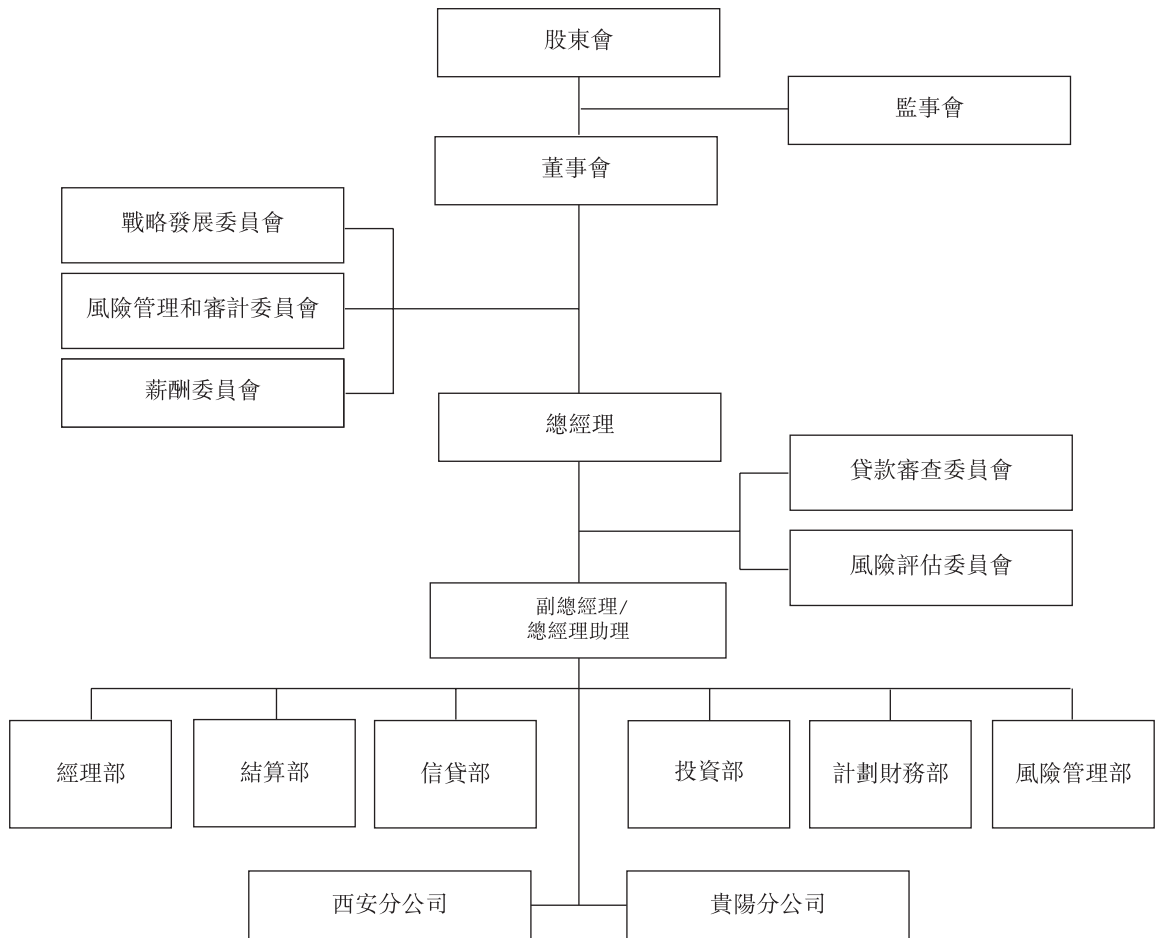 股東會
監事會
董事會
戰略發展委員會
風險管理和審計委員會
薪酬委員會
總經理
貸款審查委員會
風險評估委員會
副總經理/
總經理助理
經理部
結算部
信貸部
投資部
計劃財務部
風險管理部
西安分公司
貴陽分公司